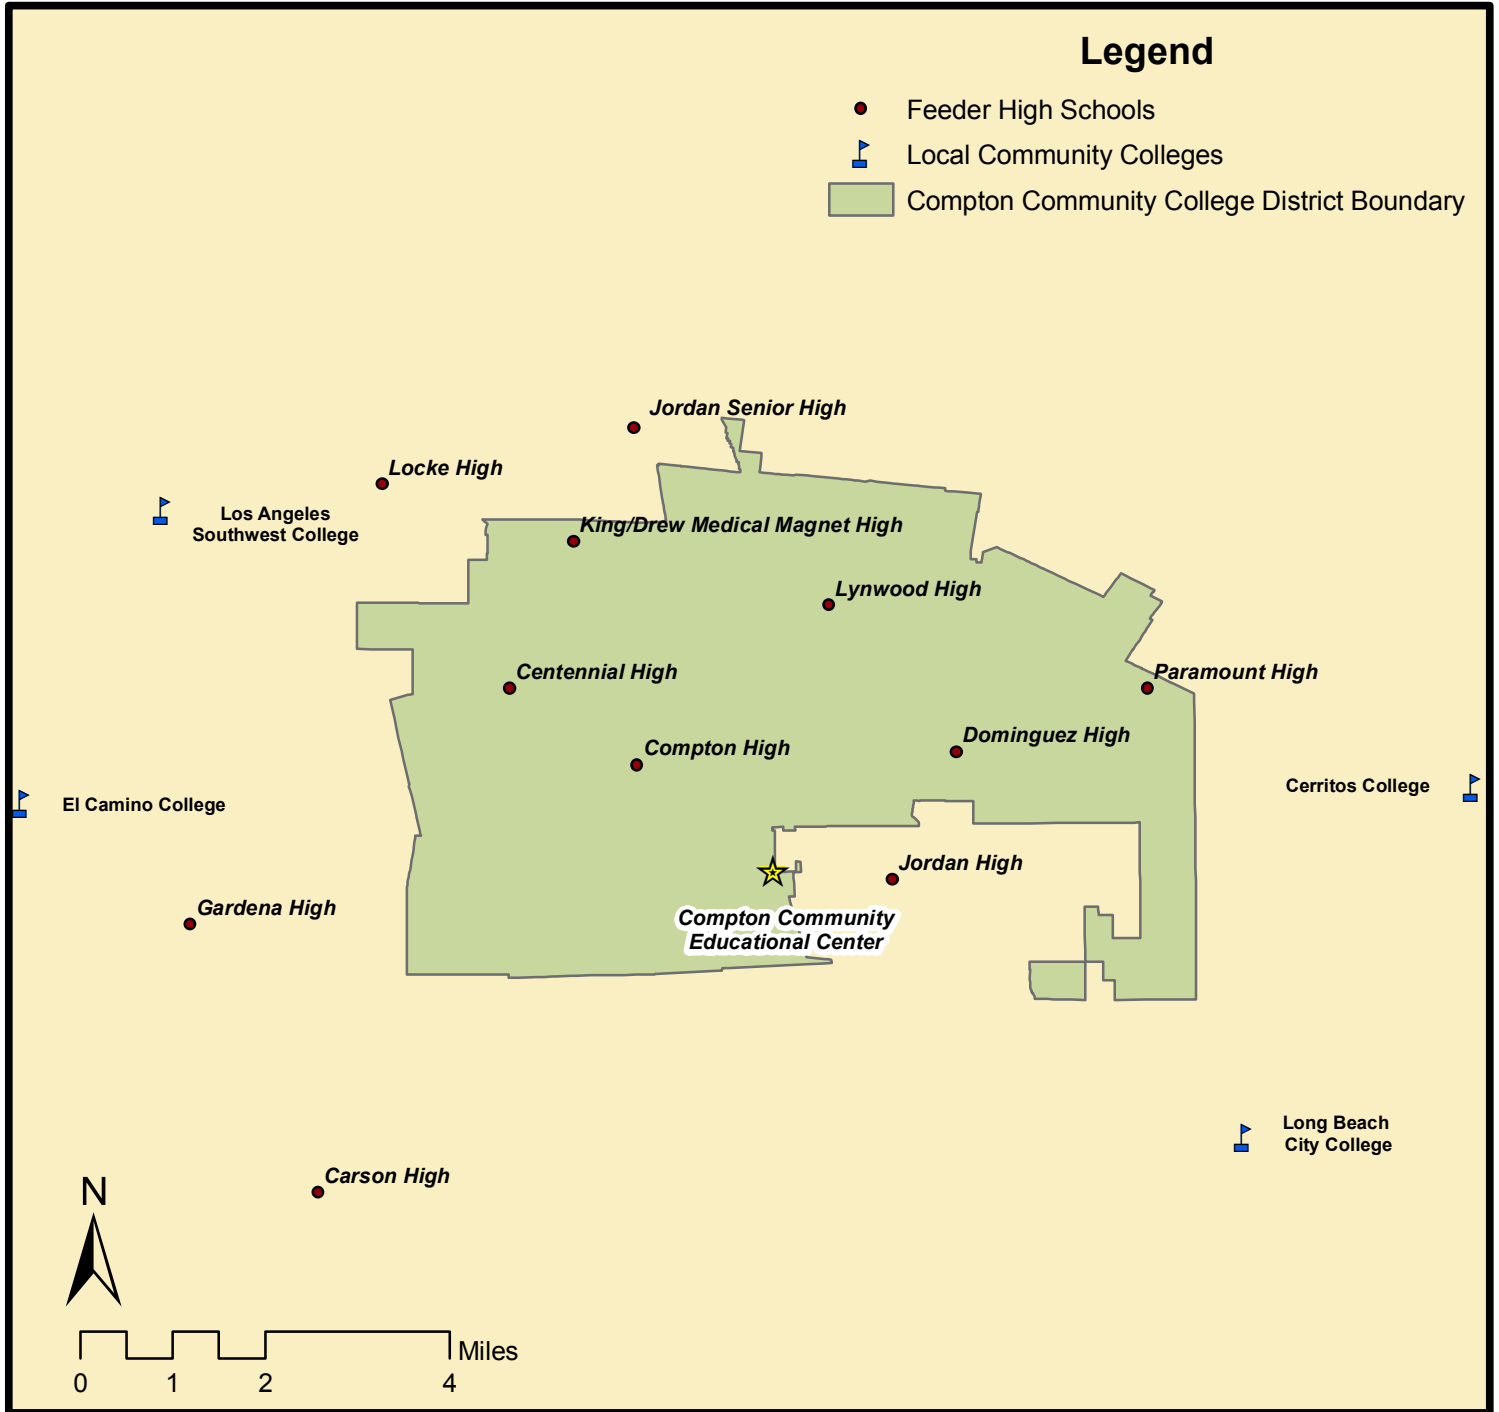 Legend
Feeder High Schools
Local Community Colleges
Compton Community College District Boundary
Jordan Senior High
Locke High
Los Angeles
Southwest College
King/Drew Medical Magnet High
Lynwood High
Centennial High
Paramount High
Compton High
Dominguez High
El Camino College
Cerritos College
Jordan High
Gardena High
Compton Community
Educational Center
Long Beach
City College
Carson High
N
Miles
0 1 2 4